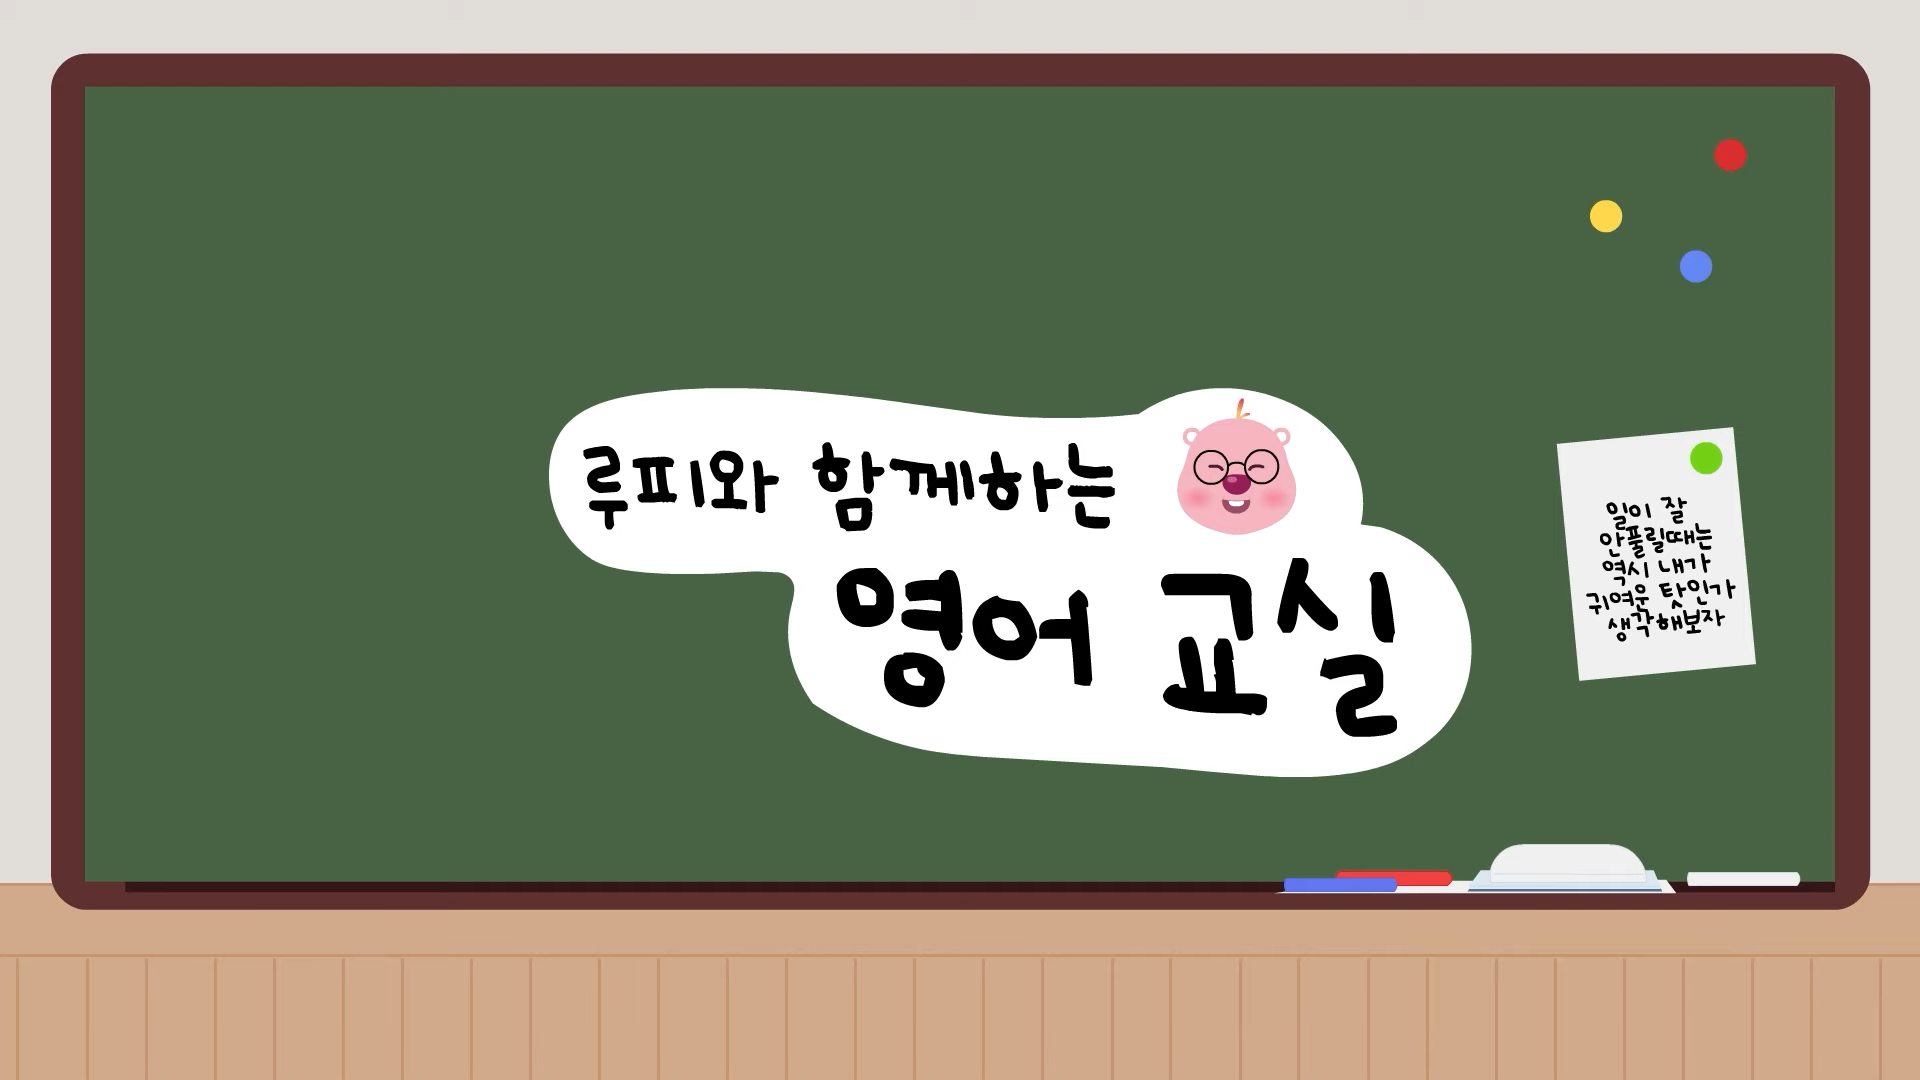 루피와 함께하는
영어 교실
일이 잘
안풀릴때는
역시 내가
귀여운 탓인가
생각해보자